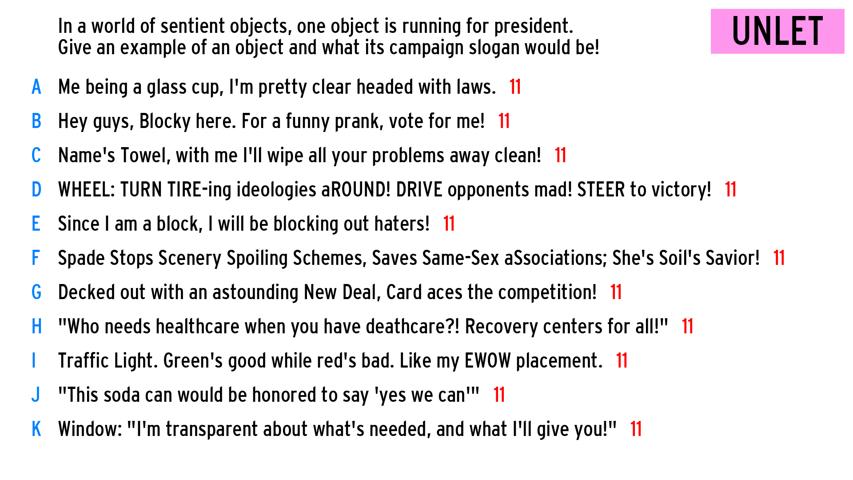 In a world of sentient objects, one object is running for president.
Give an example of an object and what its campaign slogan would be!
UNLET
A Me being a glass cup, I'm pretty clear headed with laws. 11
B Hey guys, Blocky here. For a funny prank, vote for me! 11
C Name's Towel, with me I'll wipe all your problems away clean! 11
D WHEEL: TURN TIRE-ing ideologies aROUND! DRIVE opponents mad! STEER to victory! 11
E Since I am a block, I will be blocking out haters! 11
F Spade Stops Scenery Spoiling Schemes, Saves Same-Sex aSsociations; She's Soil's Savior! 11
G Decked out with an astounding New Deal, Card aces the competition! 11
H "Who needs healthcare when you have deathcare?! Recovery centers for all!" 11
I Traffic Light. Green's good while red's bad. Like my EWOW placement. 11
J "This soda can would be honored to say 'yes we can'" 11
K Window: "I'm transparent about what's needed, and what I'll give you!" 11